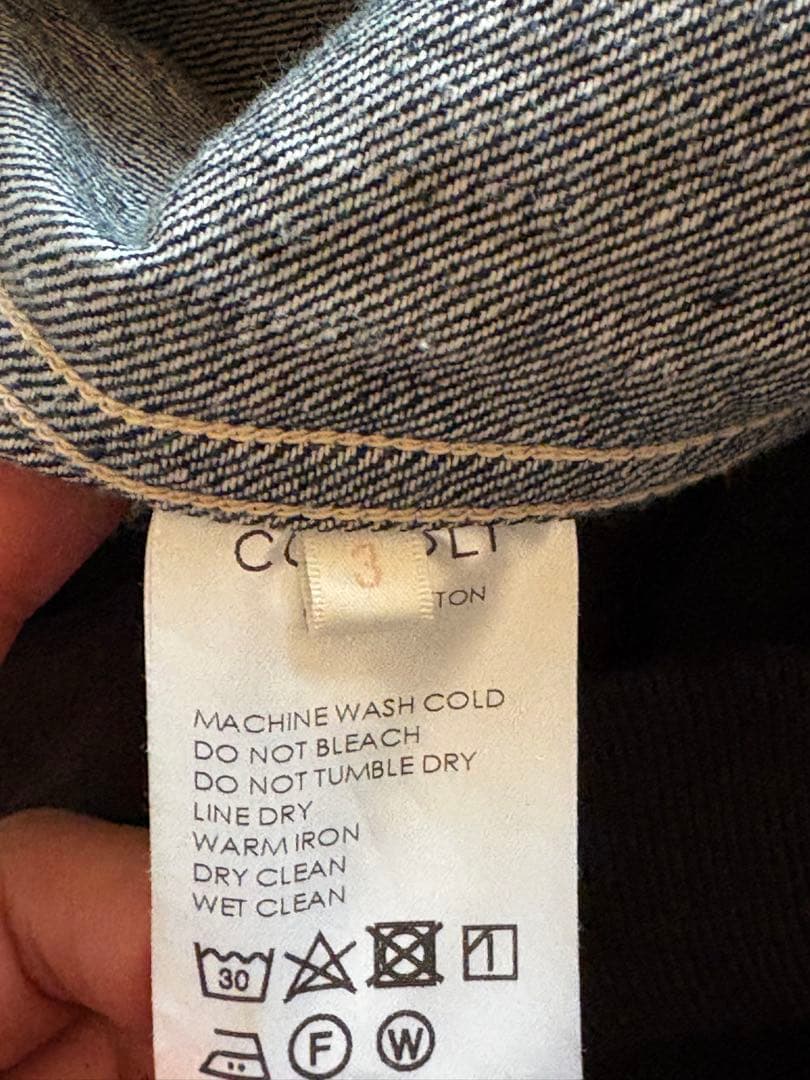 3
MACHINE WASH COLD
DO NOT BLEACH
DO NOT TUMBLE DRY
LINE DRY
WARM IRON
DRY CLEAN
WET CLEAN
30
F W